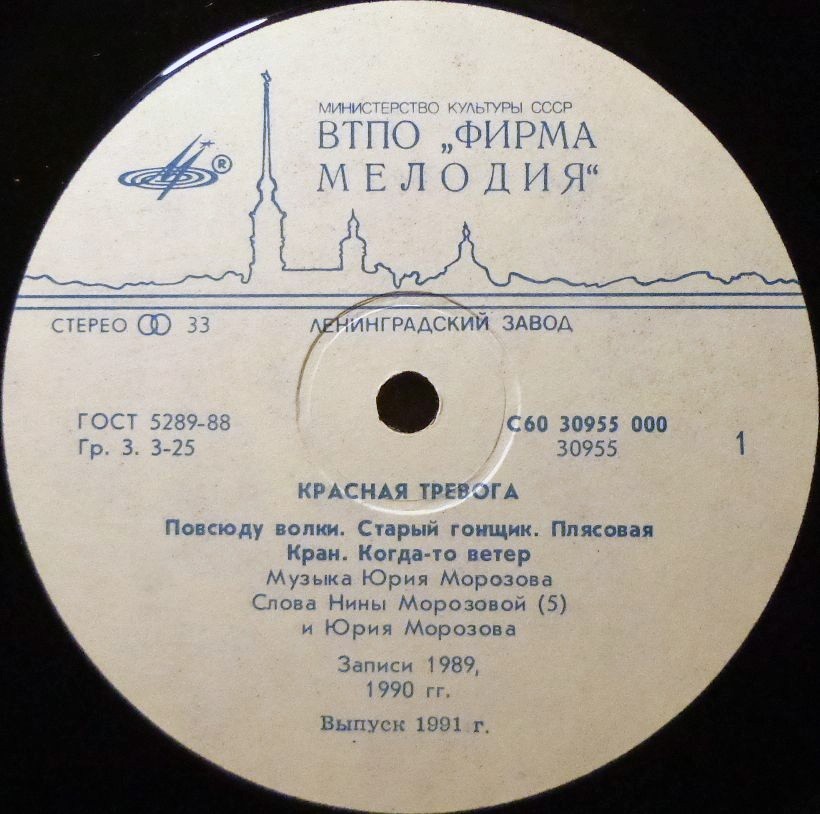 МИНИСТЕРСТВО КУЛЬТУРЫ СССР
ВТПО „ФИРМА
МЕЛОДИЯ“
®
СТЕРЕО 33
ЛЕНИНГРАДСКИЙ ЗАВОД
ГОСТ 5289-88
Гр. 3. 3-25
С60 30955 000
30955
1
КРАСНАЯ ТРЕВОГА
Повсюду волки. Старый гонщик. Плясовая
Кран. Когда-то ветер
Музыка Юрия Морозова
Слова Нины Морозовой (5)
и Юрия Морозова
Записи 1989,
1990 гг.
Выпуск 1991 г.